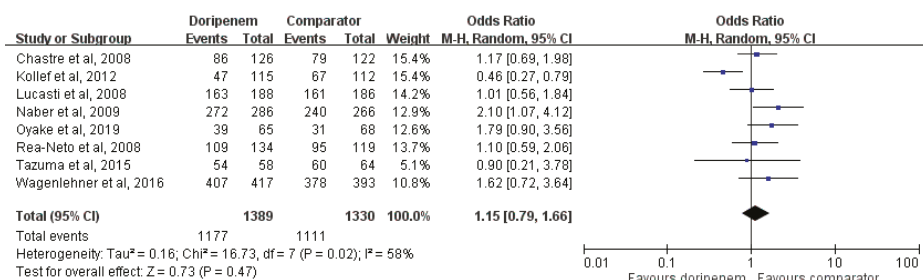 Doripenem Comparator Odds Ratio Odds Ratio
Study or Subgroup Events Total Events Total Weight M-H, Random, 95% CI M-H, Random, 95% CI
Chastre et al, 2008 86 126 79 122 15.4% 1.17 [0.69, 1.98]
Kollef et al, 2012 47 115 67 112 15.4% 0.46 [0.27, 0.79]
Lucasti et al, 2008 163 188 161 186 14.2% 1.01 [0.56, 1.84]
Naber et al, 2009 272 286 240 266 12.9% 2.10 [1.07, 4.12]
Oyake et al, 2019 39 65 31 68 12.7% 1.79 [0.90, 3.56]
Rea-Neto et al, 2008 109 134 95 119 13.7% 1.10 [0.59, 2.06]
Tazuma et al, 2015 54 58 60 64 5.1% 0.90 [0.21, 3.78]
Wagenlehner et al, 2016 407 417 378 393 10.8% 1.62 [0.72, 3.64]
Total (95% CI) 1389 1330 100.0% 1.15 [0.79, 1.66]
Total events 1177 1111
Heterogeneity: Tau² = 0.16; Chi² = 16.73, df = 7 (P = 0.02); I² = 58%
Test for overall effect: Z = 0.73 (P = 0.47)
0.01 0.1 1 10 100
Favours doripenem Favours comparator